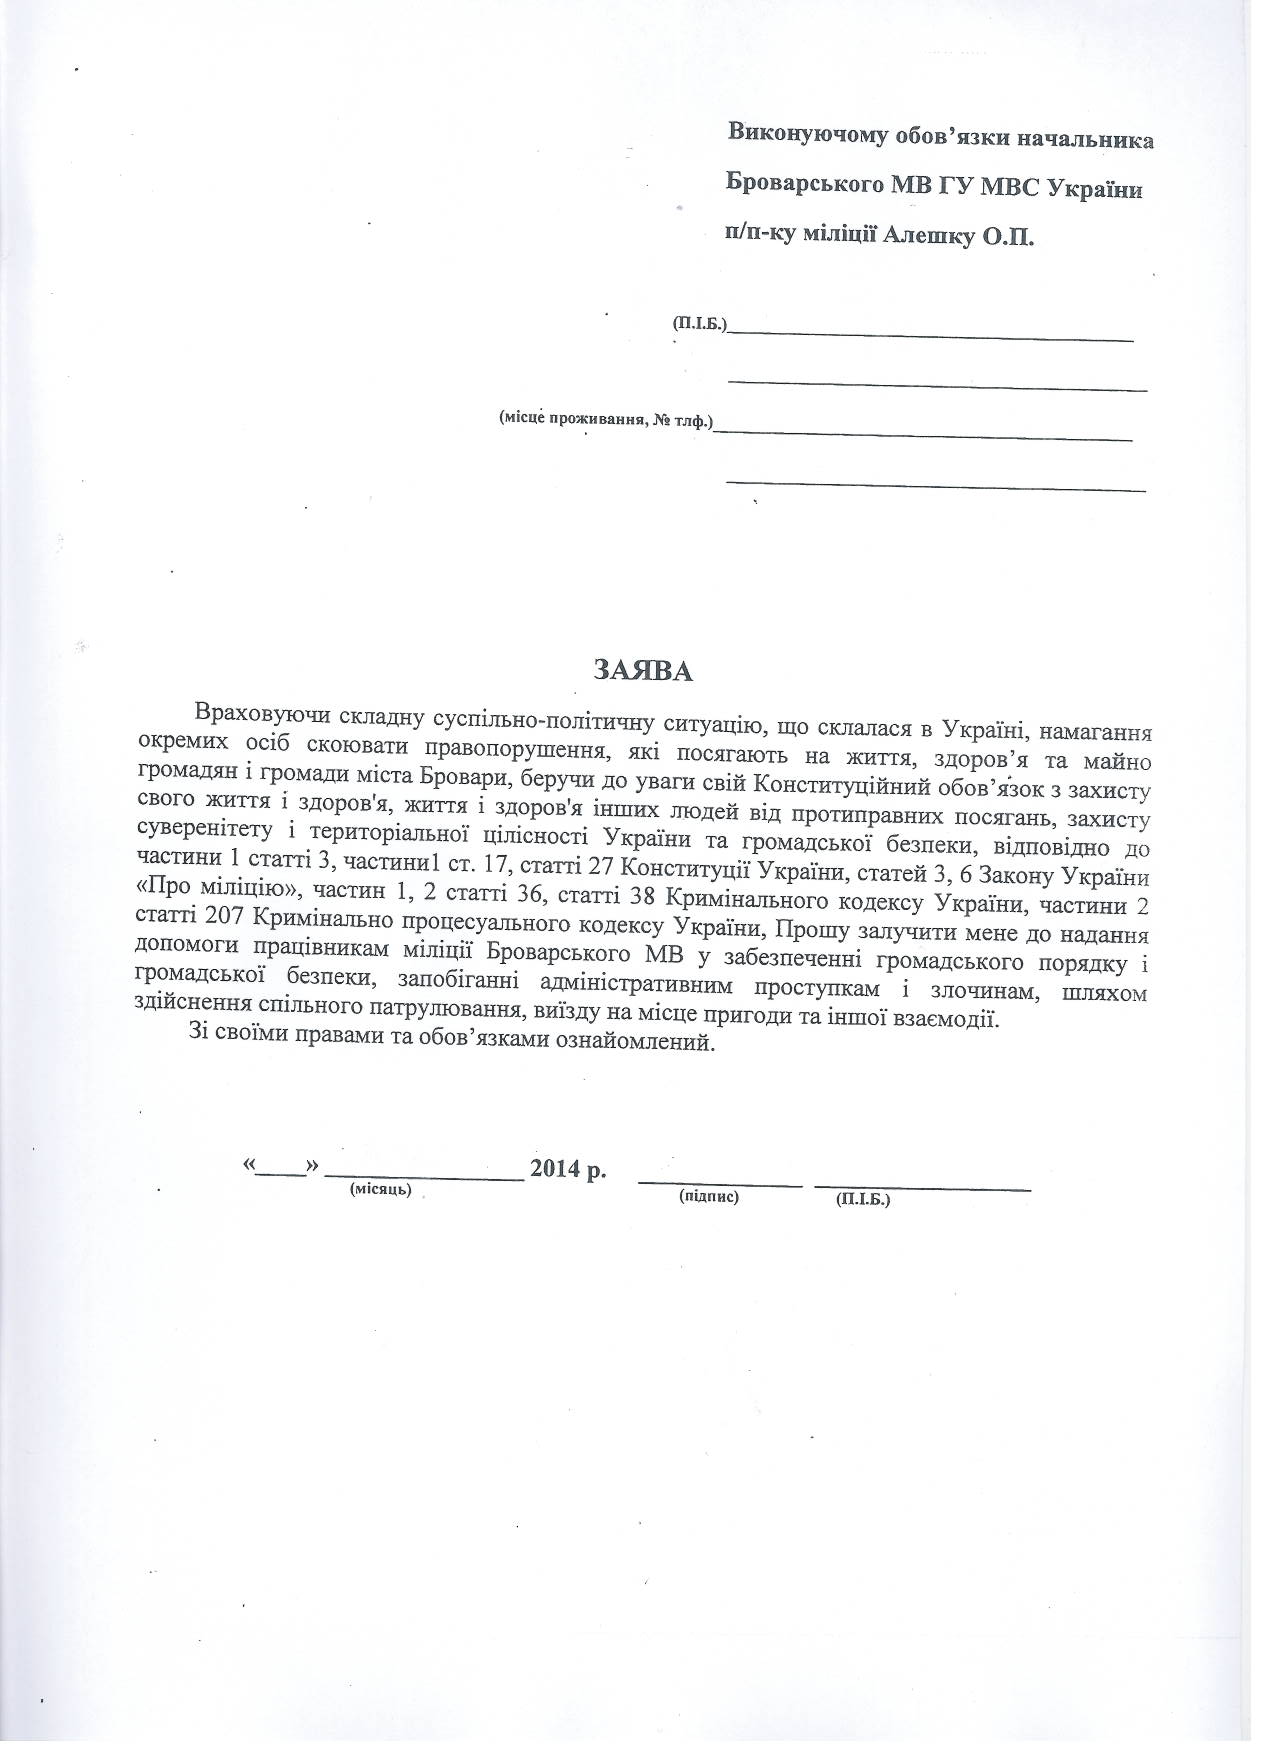 Виконуючому обов’язки начальника
Броварського МВ ГУ МВС України
п/п-ку міліції Алешку О.П.
(П.І.Б.)
(місце проживання, № тлф.)
ЗАЯВА
Враховуючи складну суспільно-політичну ситуацію, що склалася в Україні, намагання
окремих осіб скоювати правопорушення, які посягають на життя, здоров’я та майно
громадян і громади міста Бровари, беручи до уваги свій Конституційний обов’язок з захисту
свого життя і здоров'я, життя і здоров'я інших людей від протиправних посягань, захисту
суверенітету і територіальної цілісності України та громадської безпеки, відповідно до
частини 1 статті 3, частини1 ст. 17, статті 27 Конституції України, статей 3, 6 Закону України
«Про міліцію», частин 1, 2 статті 36, статті 38 Кримінального кодексу України, частини 2
статті 207 Кримінально процесуального кодексу України, Прошу залучити мене до надання
допомоги працівникам міліції Броварського МВ у забезпеченні громадського порядку і
громадської безпеки, запобіганні адміністративним проступкам і злочинам, шляхом
здійснення спільного патрулювання, виїзду на місце пригоди та іншої взаємодії.
Зі своїми правами та обов’язками ознайомлений.
«____» ________________ 2014 р. _____________ _________________
(місяць) (підпис) (П.І.Б.)